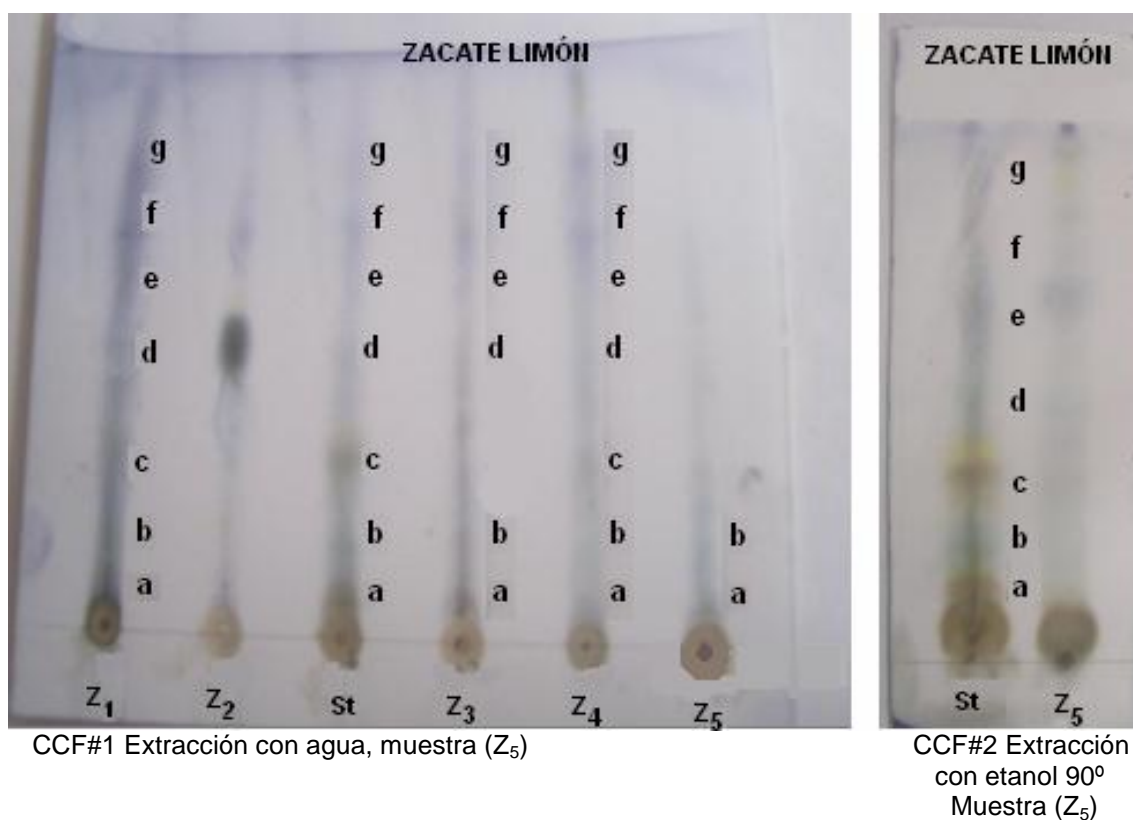 ZACATE LIMÓN
g g g g
f f f f
e e e e
d d d d
c c c
b b b b b
a a a a a
Z1 Z2 St Z3 Z4 Z5
CCF#1 Extracción con agua, muestra (Z5)
ZACATE LIMÓN
g
f
e
d
c
b
a
St Z5
CCF#2 Extracción
con etanol 90º
Muestra (Z5)